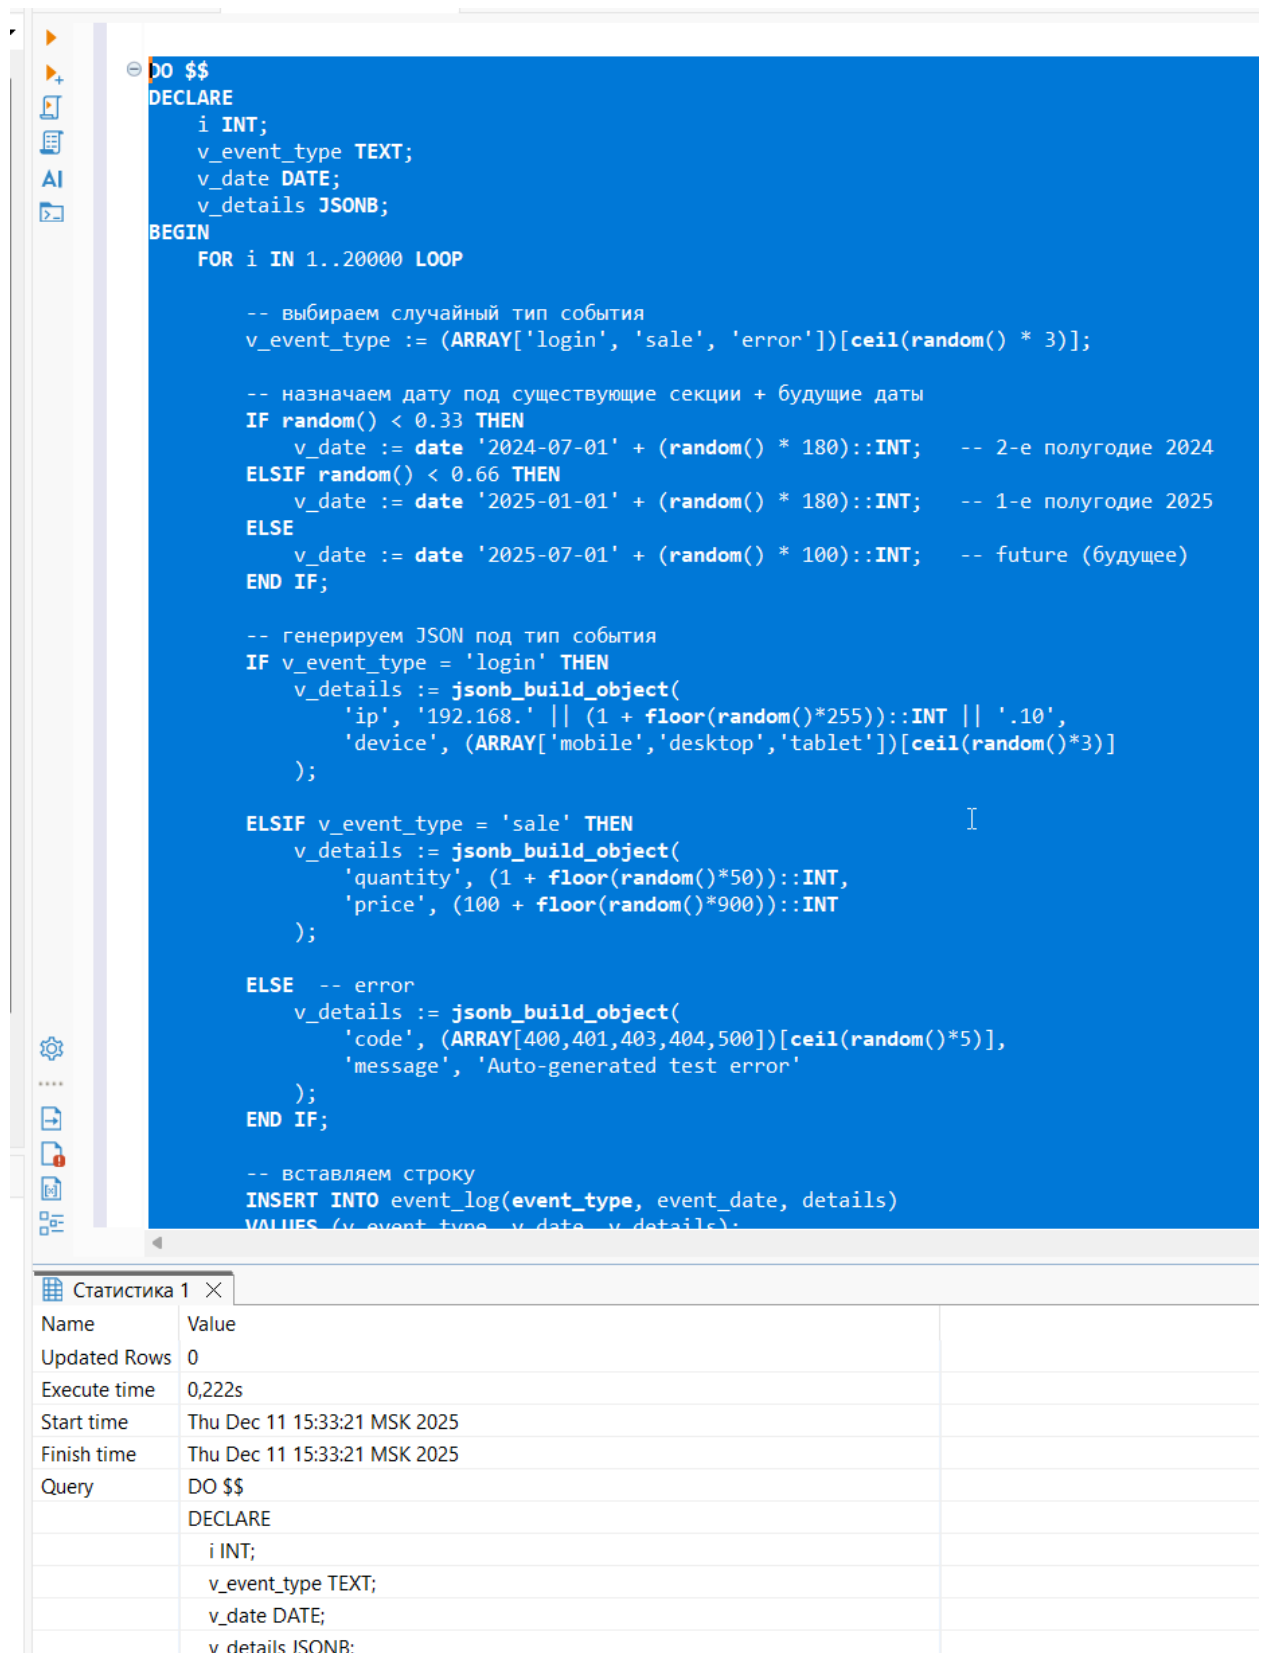 DO $$
DECLARE
    i INT;
    v_event_type TEXT;
    v_date DATE;
    v_details JSONB;
BEGIN
    FOR i IN 1..20000 LOOP

        -- выбираем случайный тип события
        v_event_type := (ARRAY['login', 'sale', 'error'])[ceil(random() * 3)];

        -- назначаем дату под существующие секции + будущие даты
        IF random() < 0.33 THEN
            v_date := date '2024-07-01' + (random() * 180)::INT;   -- 2-е полугодие 2024
        ELSIF random() < 0.66 THEN
            v_date := date '2025-01-01' + (random() * 180)::INT;   -- 1-е полугодие 2025
        ELSE
            v_date := date '2025-07-01' + (random() * 100)::INT;   -- future (будущее)
        END IF;

        -- генерируем JSON под тип события
        IF v_event_type = 'login' THEN
            v_details := jsonb_build_object(
                'ip', '192.168.' || (1 + floor(random()*255))::INT || '.10',
                'device', (ARRAY['mobile','desktop','tablet'])[ceil(random()*3)]
            );

        ELSIF v_event_type = 'sale' THEN
            v_details := jsonb_build_object(
                'quantity', (1 + floor(random()*50))::INT,
                'price', (100 + floor(random()*900))::INT
            );

        ELSE  -- error
            v_details := jsonb_build_object(
                'code', (ARRAY[400,401,403,404,500])[ceil(random()*5)],
                'message', 'Auto-generated test error'
            );
        END IF;

        -- вставляем строку
        INSERT INTO event_log(event_type, event_date, details)
        VALUES (v_event_type, v_date, v_details);
AI
Статистика 1
Name Value
Updated Rows 0
Execute time 0,222s
Start time Thu Dec 11 15:33:21 MSK 2025
Finish time Thu Dec 11 15:33:21 MSK 2025
Query DO $$
DECLARE
    i INT;
    v_event_type TEXT;
    v_date DATE;
    v_details JSONB;